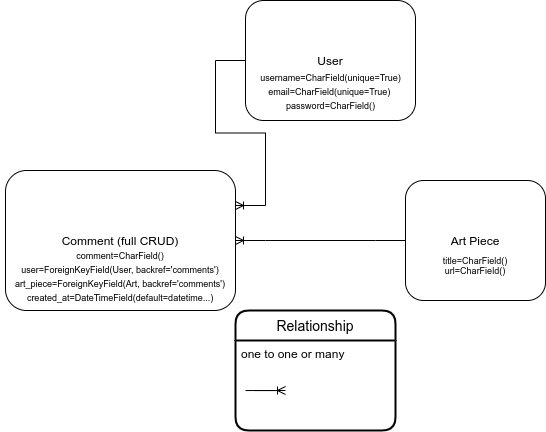 User
username=CharField(unique=True)
email=CharField(unique=True)
password=CharField()
Comment (full CRUD)
comment=CharField()
user=ForeignKeyField(User, backref='comments')
art_piece=ForeignKeyField(Art, backref='comments')
created_at=DateTimeField(default=datetime...)
Art Piece
title=CharField()
url=CharField()
Relationship
one to one or many